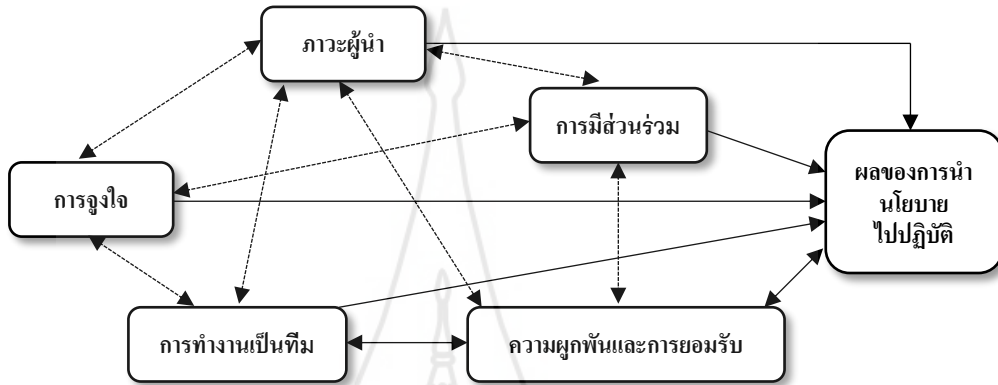 ภาวะผู้นำ
การมีส่วนร่วม
การจูงใจ
ผลของการนำ
นโยบาย
ไปปฏิบัติ
การทำงานเป็นทีม
ความผูกพันและการยอมรับ